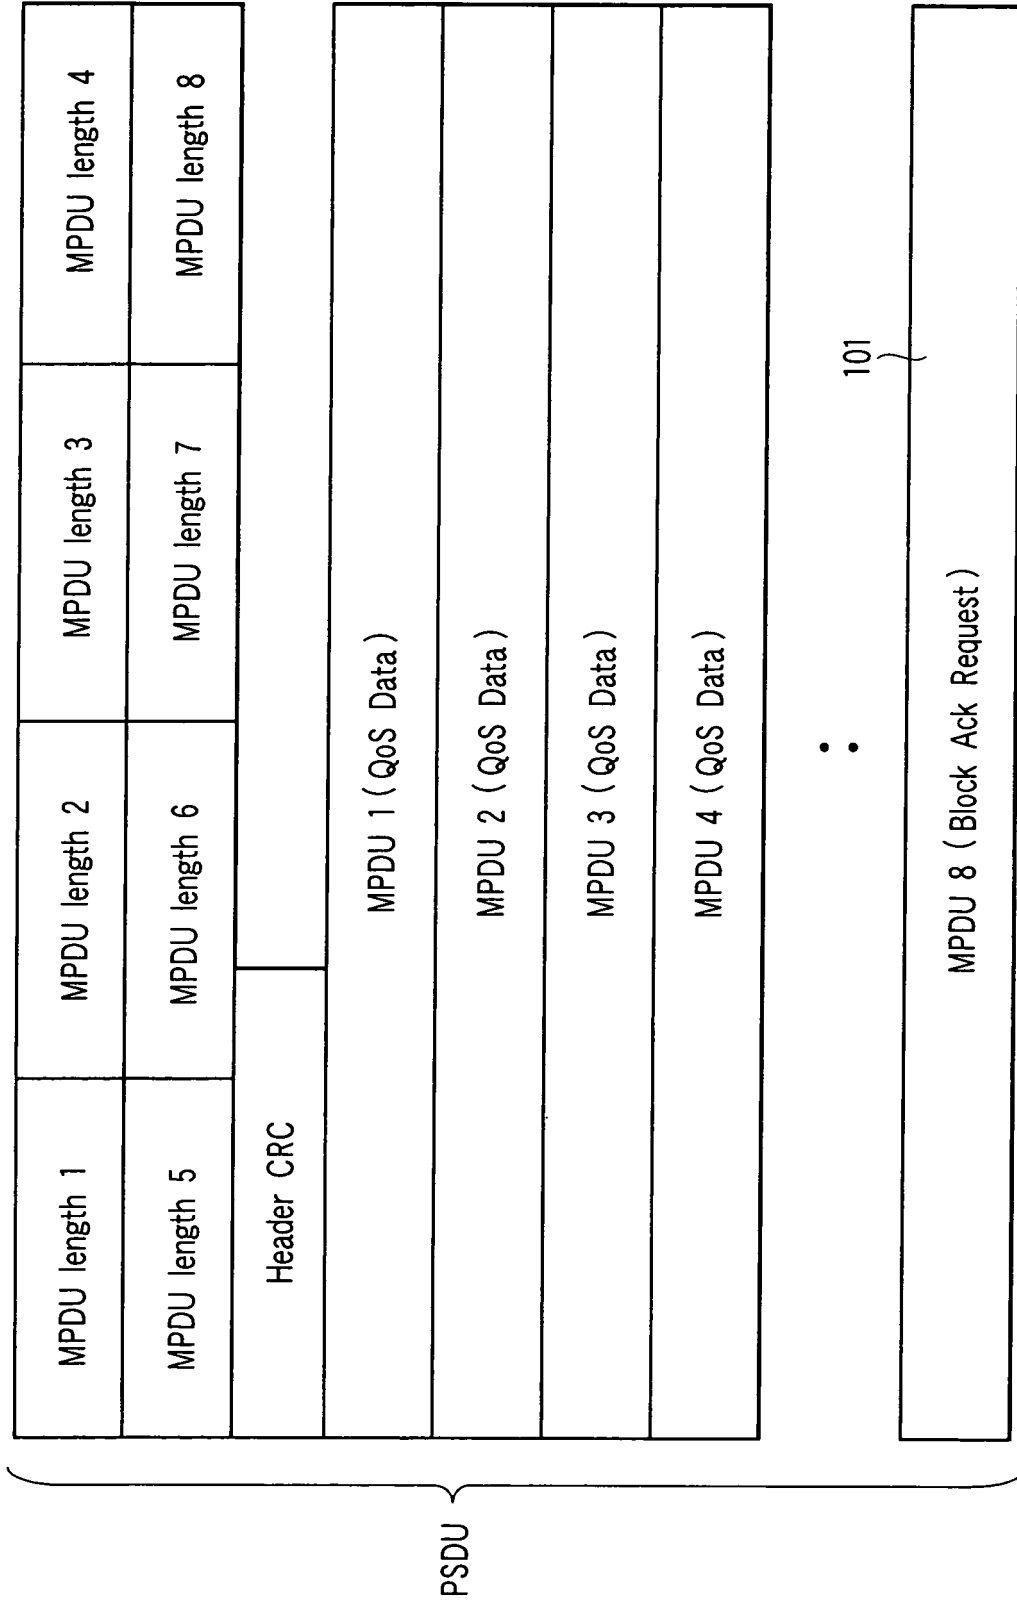 MPDU length 1
MPDU length 2
MPDU length 3
MPDU length 4
MPDU length 5
MPDU length 6
MPDU length 7
MPDU length 8
Header CRC
MPDU 1 (QoS Data)
MPDU 2 (QoS Data)
MPDU 3 (QoS Data)
MPDU 4 (QoS Data)
101
MPDU 8 (Block Ack Request)
PSDU